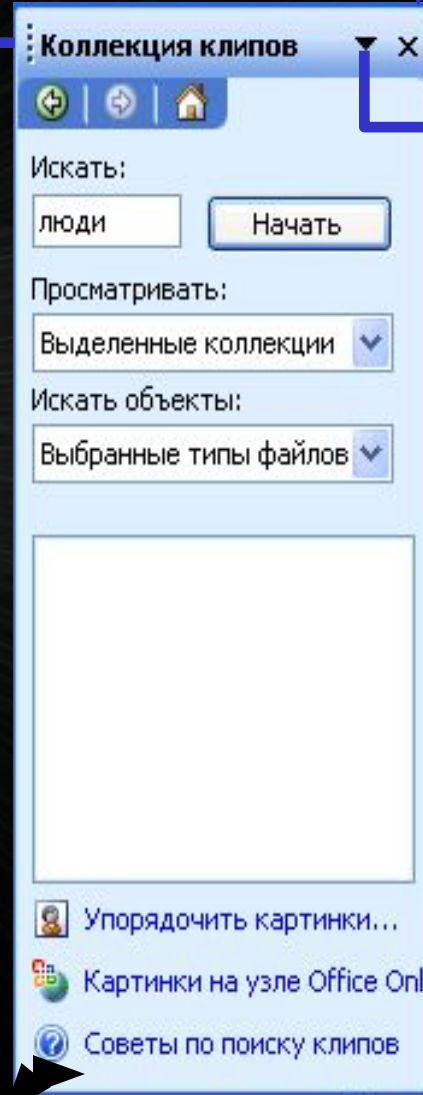 Коллекция клипов
Искать:
люди
Начать
Просматривать:
Выделенные коллекции
Искать объекты:
Выбранные типы файлов
Упорядочить картинки...
Картинки на узле Office Onl
Советы по поиску клипов